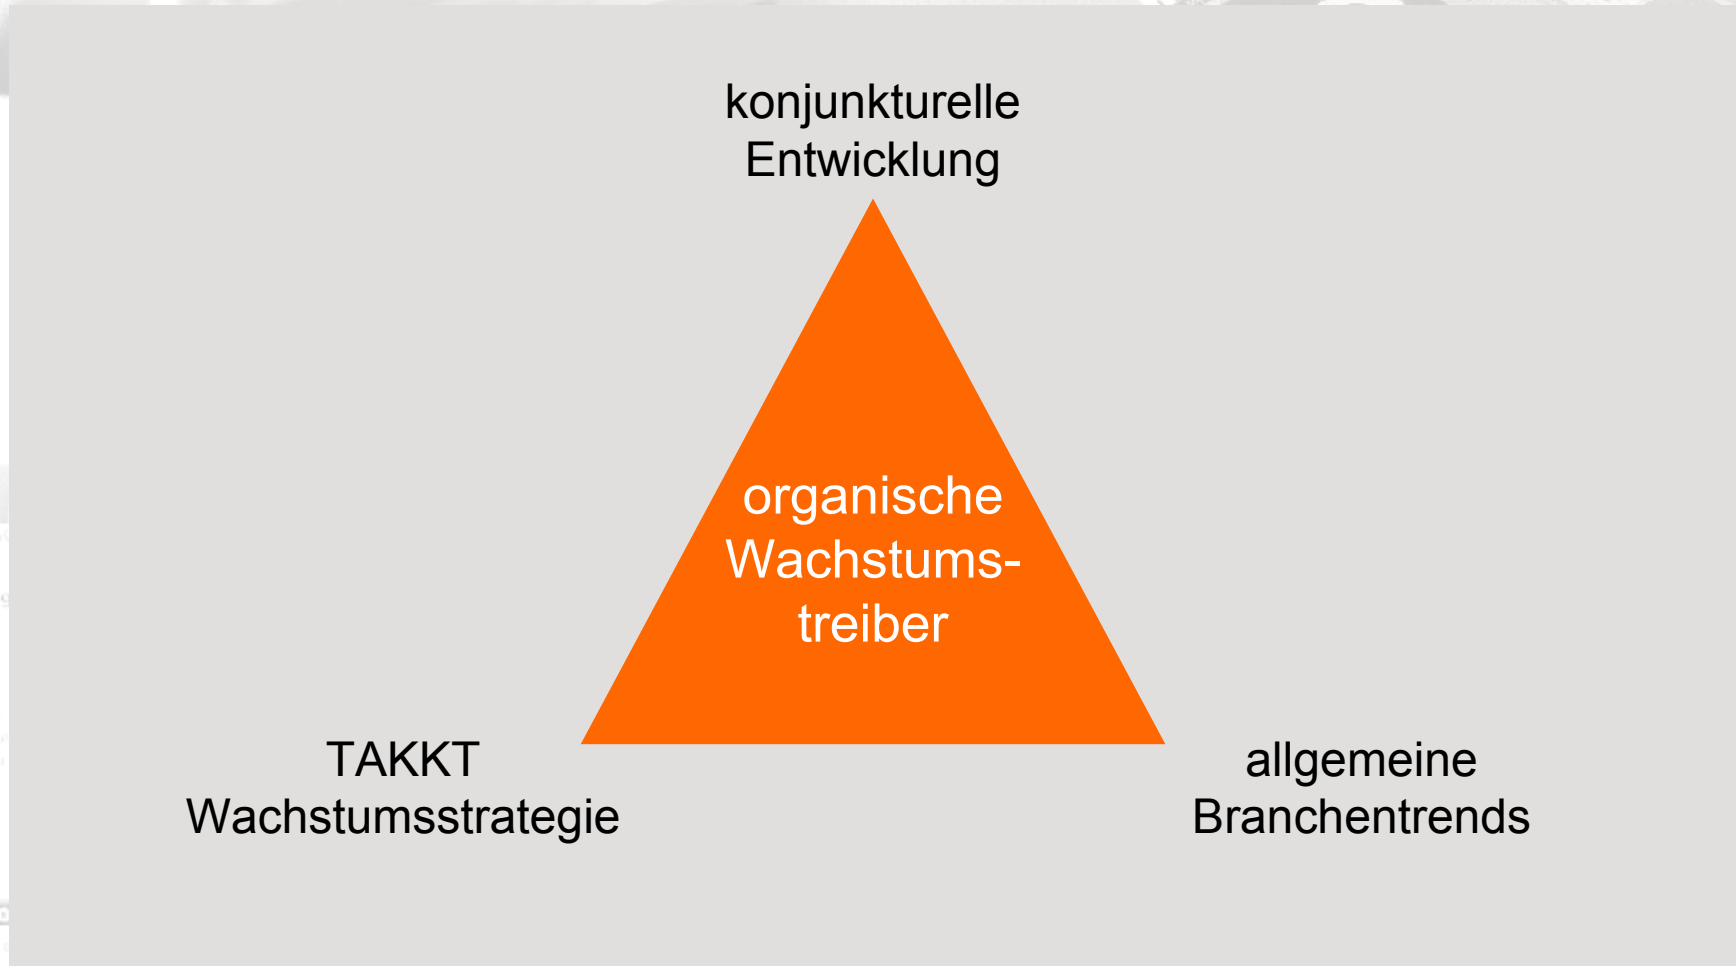 konjunkturelle
Entwicklung
organische
Wachstums-
treiber
TAKKT
Wachstumsstrategie
allgemeine
Branchentrends